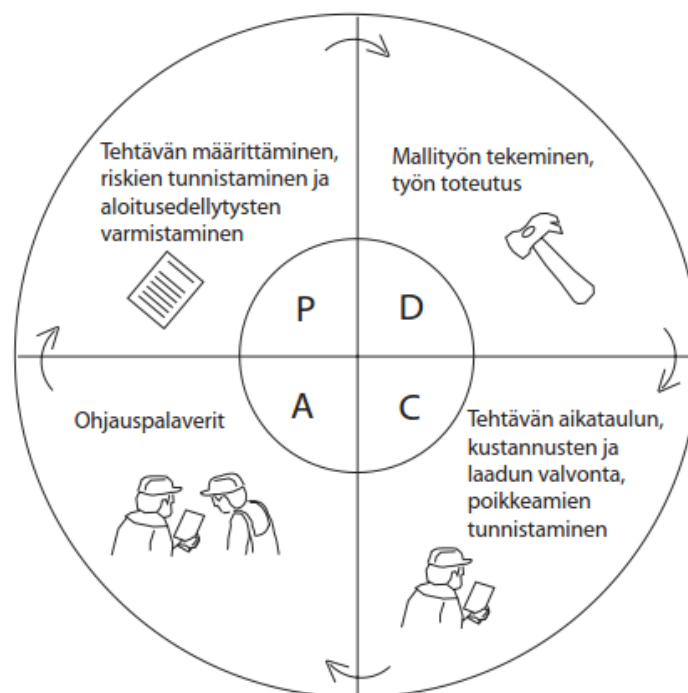 Tehtävän määrittäminen,
riskien tunnistaminen ja
aloitusedellytysten
varmistaminen
Mallityön tekeminen,
työn toteutus
P
D
A
C
Ohjauspalaverit
Tehtävän aikataulun,
kustannusten ja
laadun valvonta,
poikkeamien
tunnistaminen